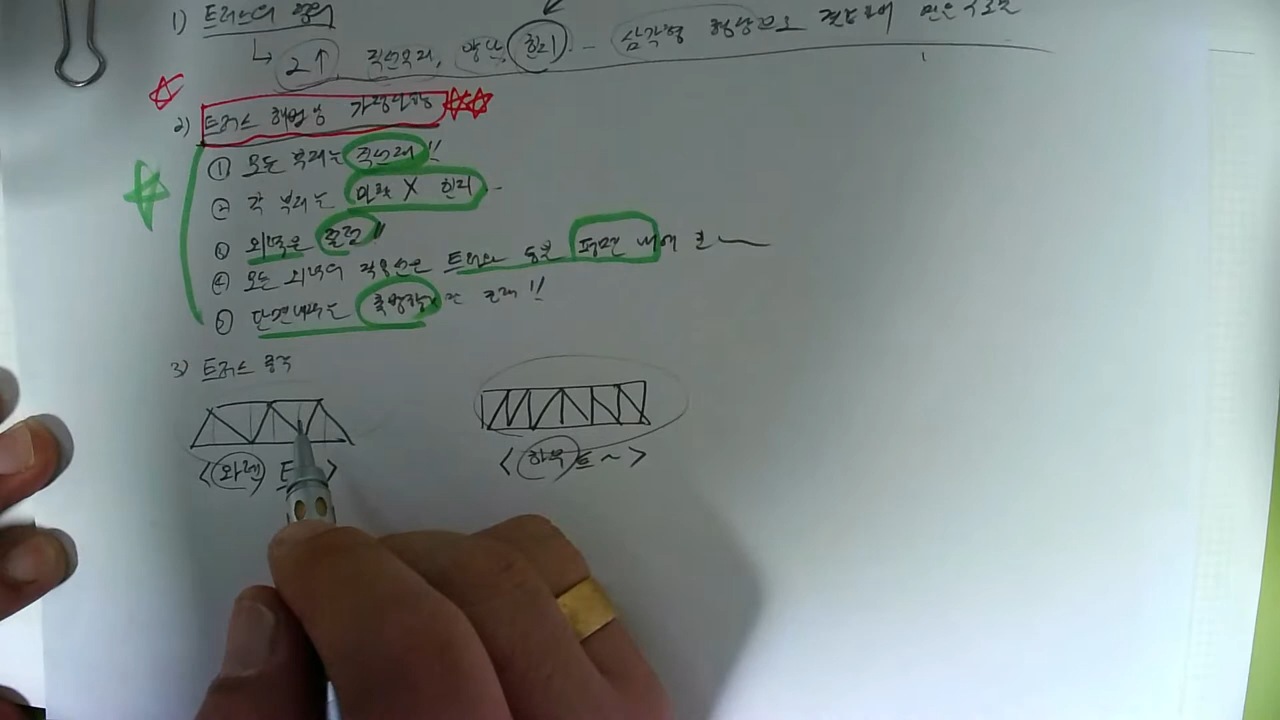 1) 트러스의 정의
↳ 2↑ 직선부재, 양단 힌지. - 삼각형 형상으로 결합하여 만든 구조물
2) 트러스 해석상 가정사항
① 모든 부재는 직선재!!
② 각 부재는 마찰X 힌지.
③ 외력은 절점!!
④ 모든 외력의 작용선은 트러스와 동일 평면 내에 존~
⑤ 단면내력은 축방향 만 존재!!
3) 트러스 종류
<와렌 트 > <하우 트~>